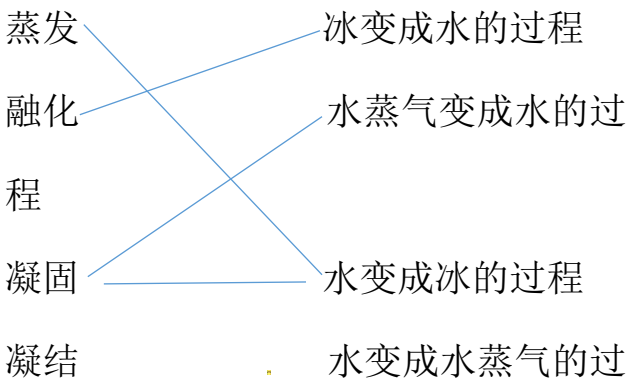 蒸发 冰变成水的过程
融化 水蒸气变成水的过
程
凝固 水变成冰的过程
凝结 水变成水蒸气的过